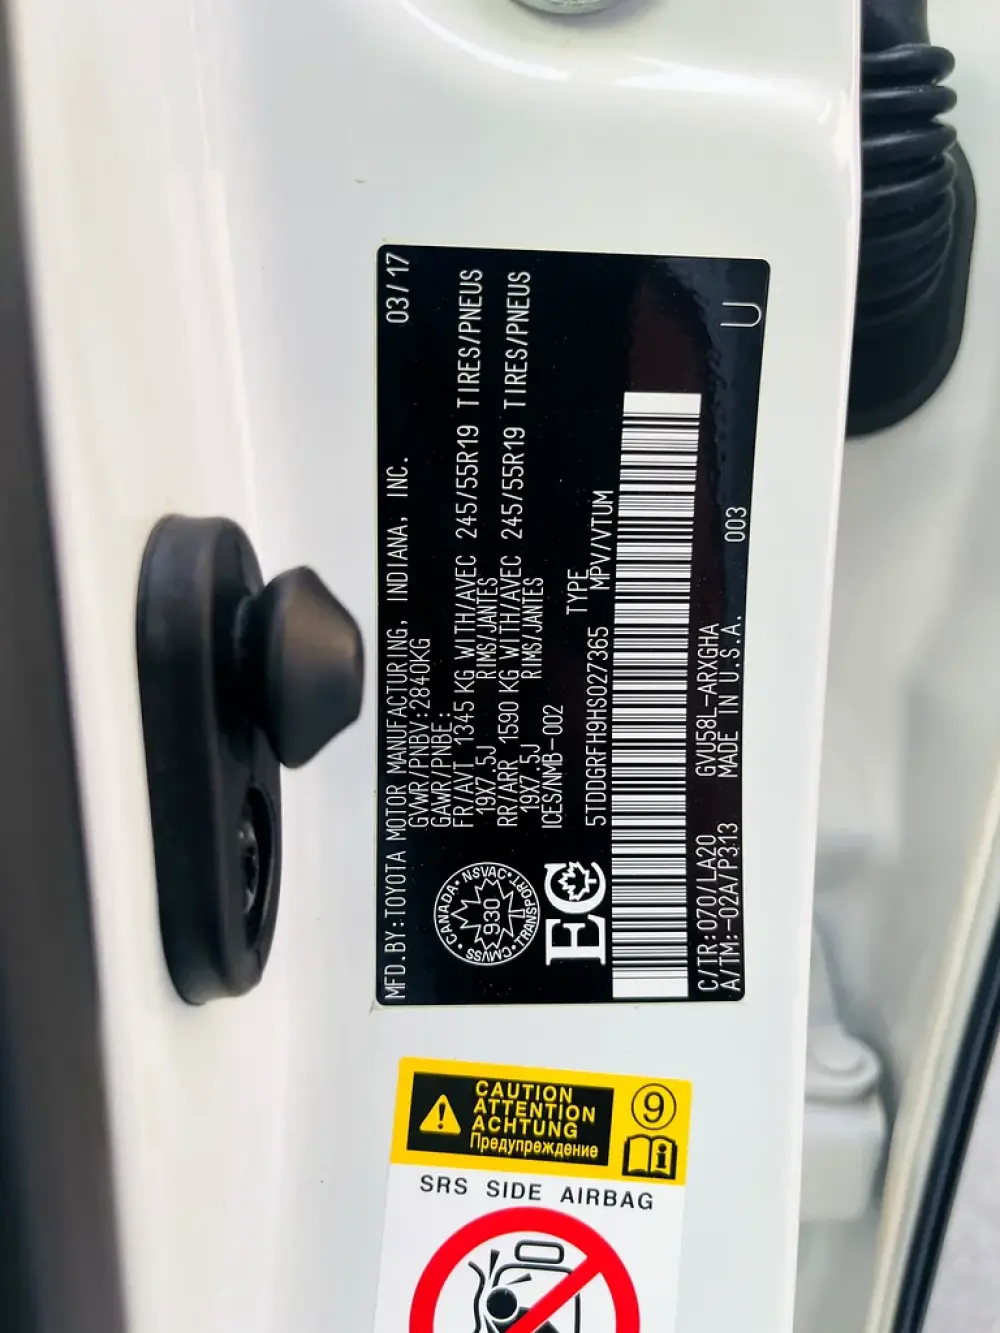 MFD.BY:TOYOTA MOTOR MANUFACTURING, INDIANA, INC. 03/17
GVWR/PNBV:2840KG
GAWR/PNBE:
FR/AVT 1345 KG WITH/AVEC 245/55R19 TIRES/PNEUS
19X7.5J RIMS/JANTES
RR/ARR 1590 KG WITH/AVEC 245/55R19 TIRES/PNEUS
19X7.5J RIMS/JANTES
ICES/NMB-002
CANADA • NSVAC • TRANSPORT • CMVSS
930
EC
TYPE
5TDDGRFH9HS027365 MPV/VTUM
C/TR:070/LA20 GVU58L-ARXGHA
A/TM:-02A/P313 MADE IN U.S.A. 003 U
CAUTION
ATTENTION
ACHTUNG
Предупреждение
9
i
SRS SIDE AIRBAG